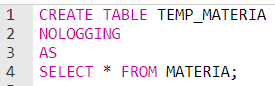 1 CREATE TABLE TEMP_MATERIA
2 NOLOGGING
3 AS
4 SELECT * FROM MATERIA;